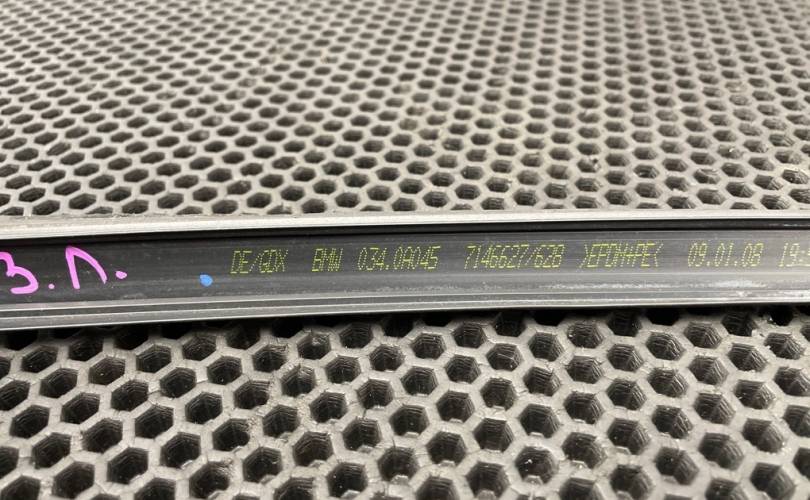 З.Л. DE/GDX BMW 034.0A045 7146627/628 >EPDM+PE< 09.01.08